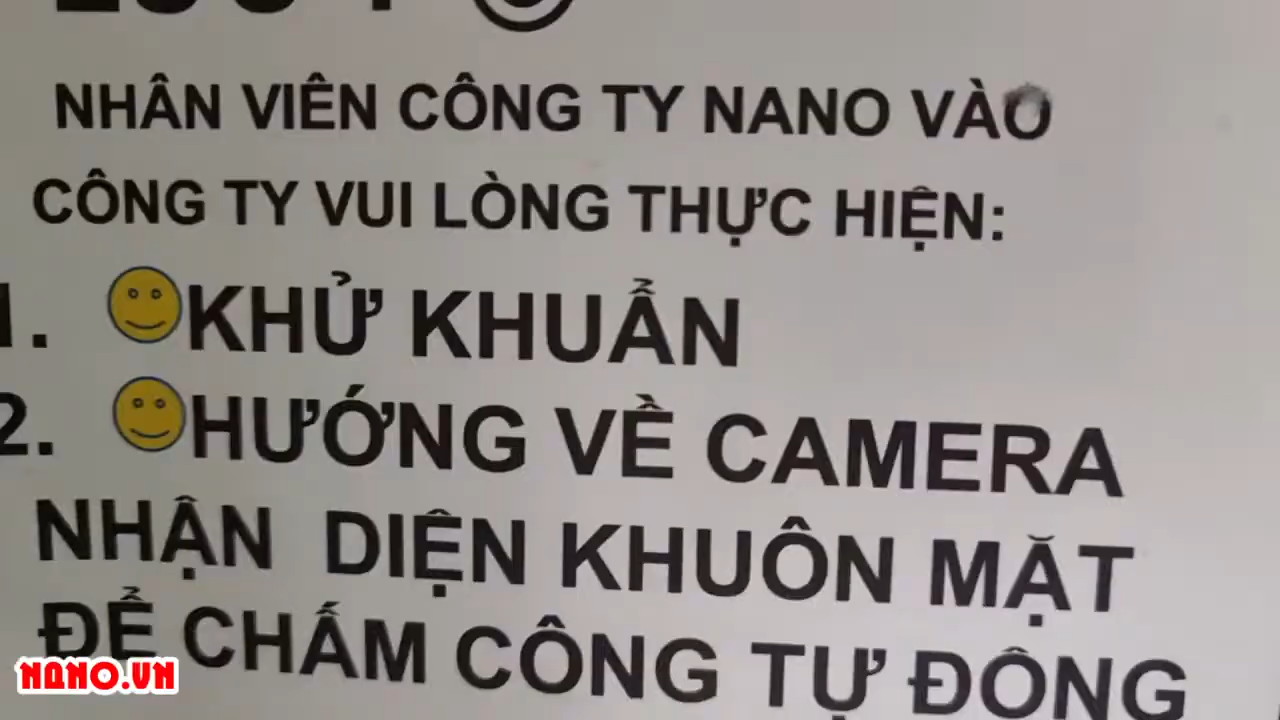 NHÂN VIÊN CÔNG TY NANO VÀO
CÔNG TY VUI LÒNG THỰC HIỆN:
1. KHỬ KHUẨN
2. HƯỚNG VỀ CAMERA
NHẬN DIỆN KHUÔN MẶT
ĐỂ CHẤM CÔNG TỰ ĐỘNG
NANO.VN